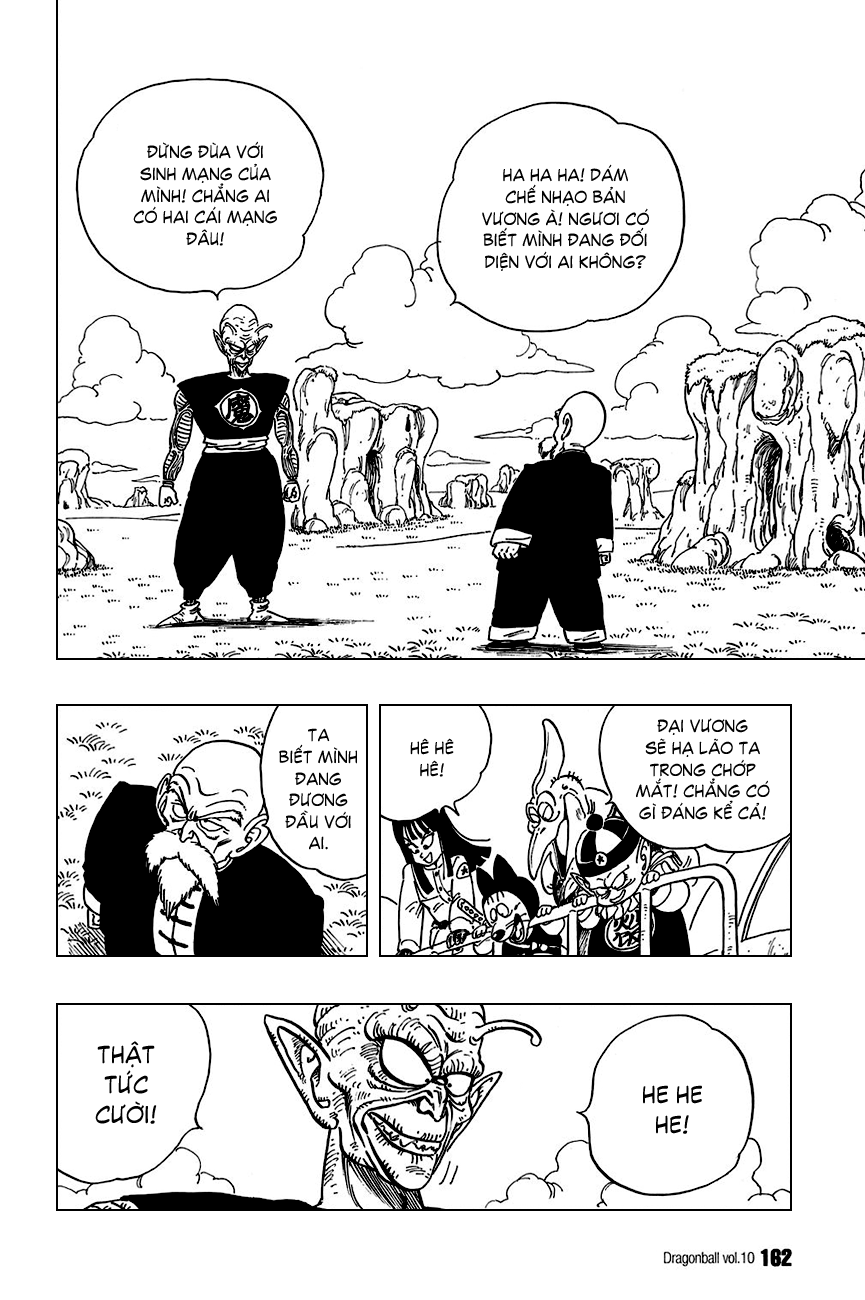 HA HA HA! DÁM
CHẾ NHẠO BẢN
VƯƠNG À! NGƯƠI CÓ
BIẾT MÌNH ĐANG ĐỐI
DIỆN VỚI AI KHÔNG?
ĐỪNG ĐÙA VỚI
SINH MẠNG CỦA
MÌNH! CHẲNG AI
CÓ HAI CÁI MẠNG
ĐÂU!
魔
ĐẠI VƯƠNG
SẼ HẠ LÃO TA
TRONG CHỚP
MẮT! CHẲNG CÓ
GÌ ĐÁNG KỂ CẢ!
HÊ HÊ
HÊ!
TA
BIẾT MÌNH
ĐANG
ĐƯƠNG
ĐẦU VỚI
AI.
HE HE
HE!
THẬT
TỨC
CƯỜI!
Dragonball vol.10 162